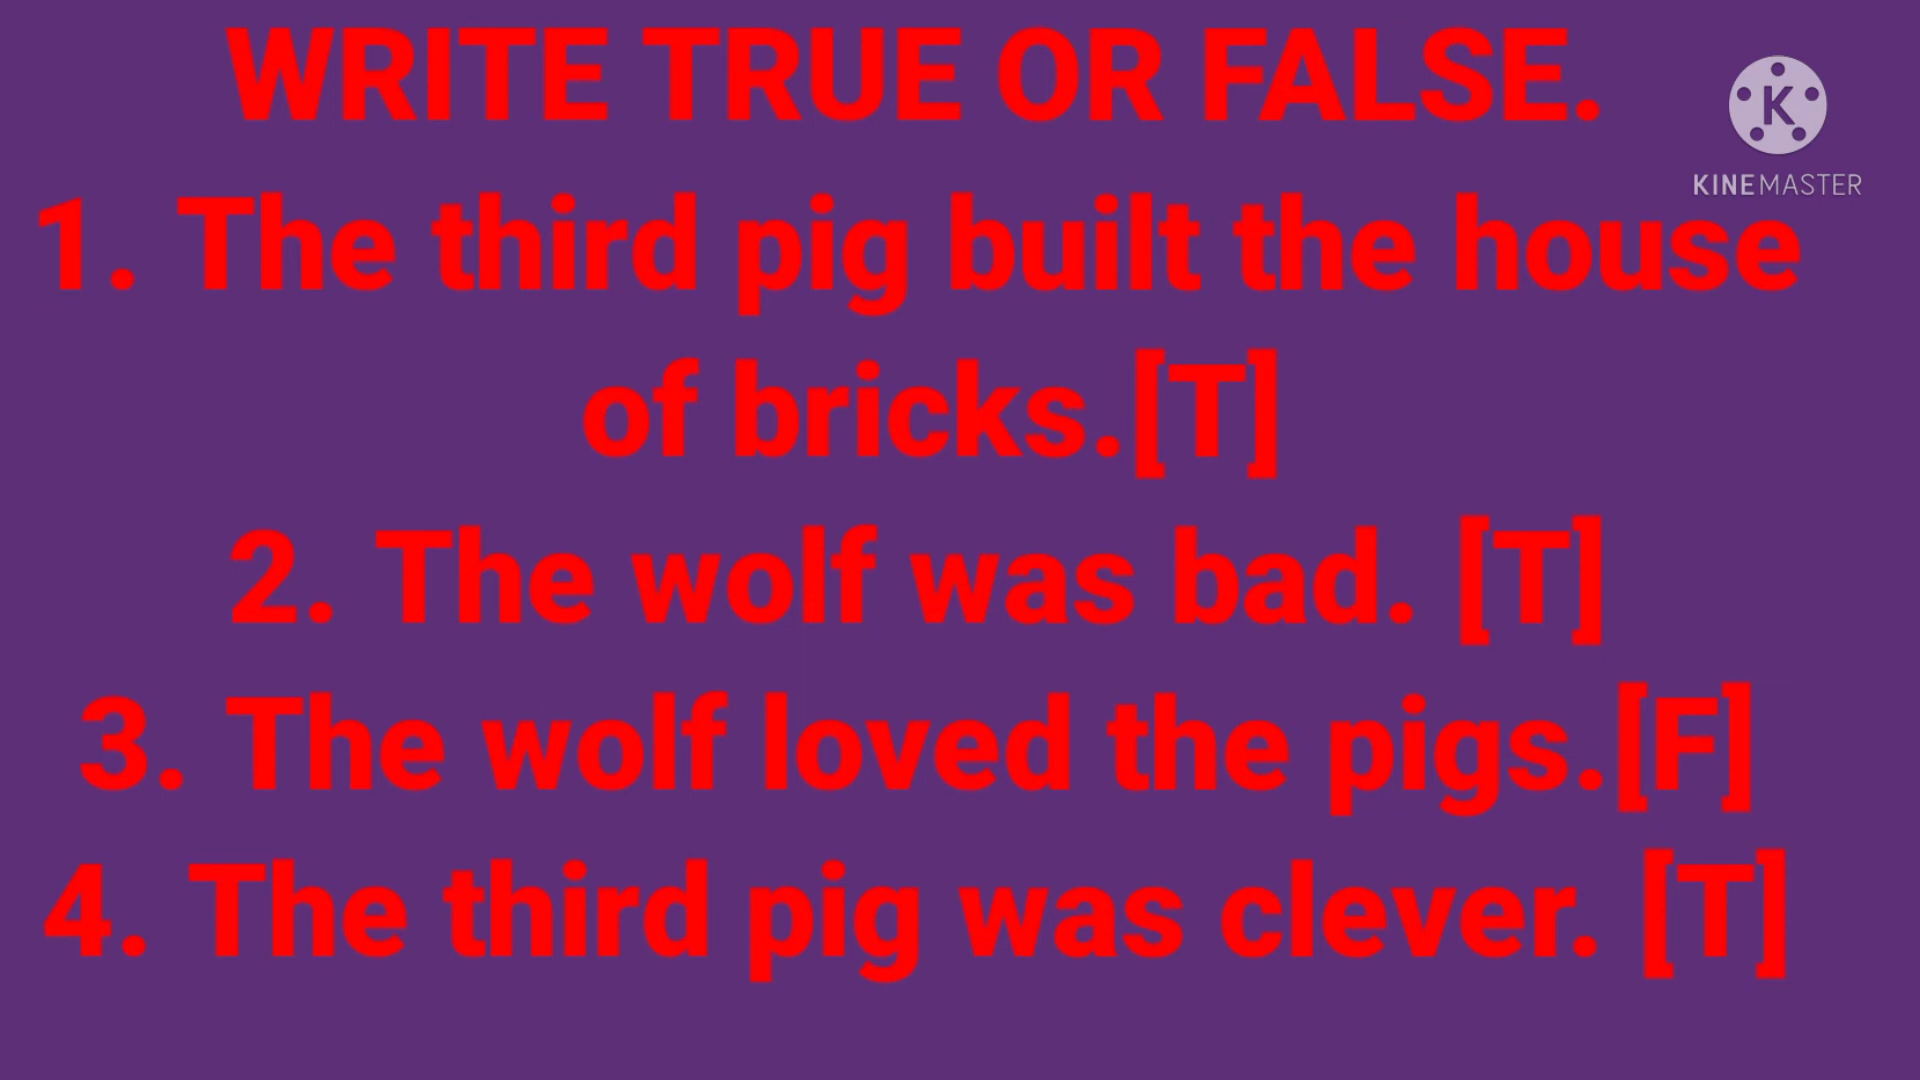 WRITE TRUE OR FALSE.
KINEMASTER
1. The third pig built the house
of bricks.[T]
2. The wolf was bad. [T]
3. The wolf loved the pigs.[F]
4. The third pig was clever. [T]